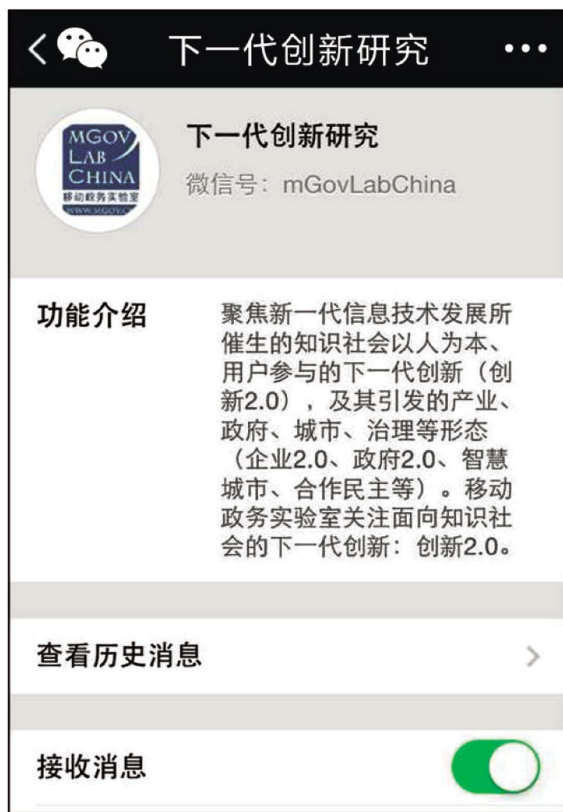 下一代创新研究
MGOV
LAB
CHINA
移动政务实验室
WWW.MGOV.CN
下一代创新研究
微信号：mGovLabChina
功能介绍
聚焦新一代信息技术发展所
催生的知识社会以人为本、
用户参与的下一代创新（创
新2.0），及其引发的产业、
政府、城市、治理等形态
（企业2.0、政府2.0、智慧
城市、合作民主等）。移动
政务实验室关注面向知识社
会的下一代创新：创新2.0。
查看历史消息
接收消息